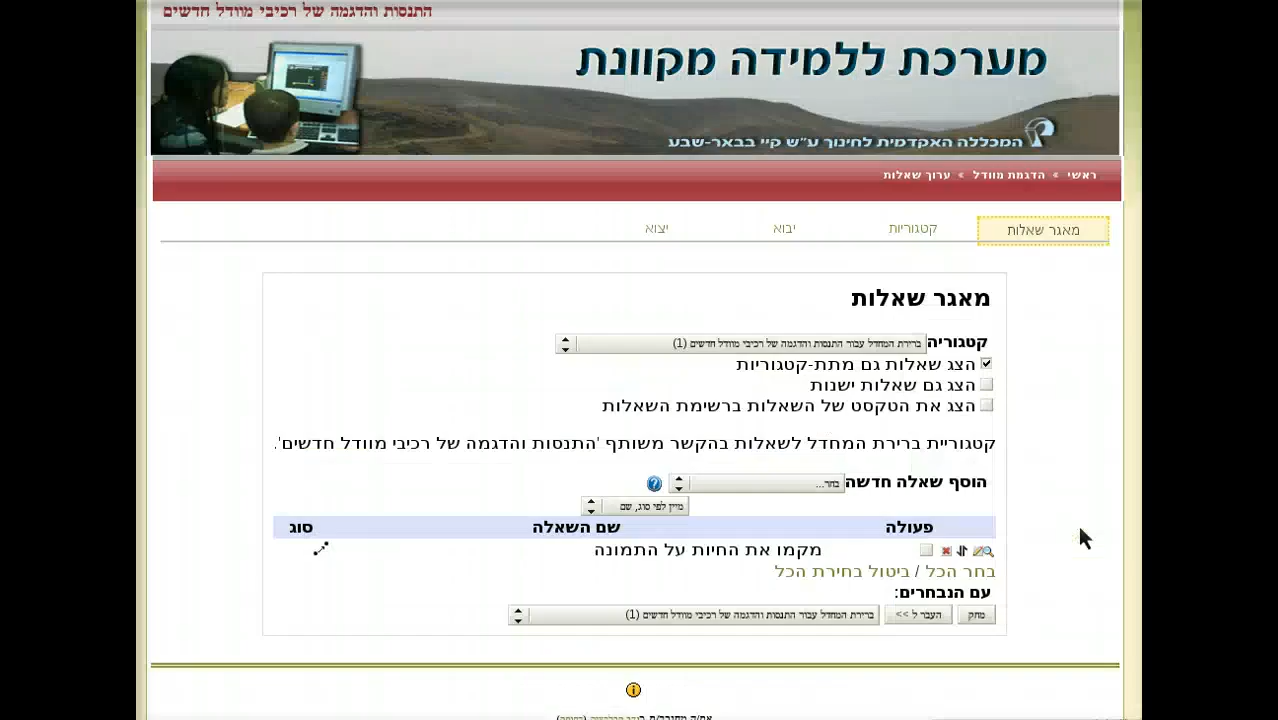 התנסות והדגמה של רכיבי מוודל חדשים
מערכת ללמידה מקוונת
המכללה האקדמית לחינוך ע"ש קיי בבאר-שבע
ראשי » הדגמת מוודל » ערוך שאלות
מאגר שאלות קטגוריות יבוא יצוא
מאגר שאלות
קטגוריה ברירת המחדל עבור התנסות והדגמה של רכיבי מוודל חדשים (1)
הצג שאלות גם מתת-קטגוריות
הצג גם שאלות ישנות
הצג את הטקסט של השאלות ברשימת השאלות
קטגוריית ברירת המחדל לשאלות בהקשר משותף 'התנסות והדגמה של רכיבי מוודל חדשים'.
הוסף שאלה חדשה בחר...
מיין לפי סוג, שם
פעולה שם השאלה סוג
מקמו את החיות על התמונה
בחר הכל / ביטול בחירת הכל
עם הנבחרים:
מחק העבר ל >> ברירת המחדל עבור התנסות והדגמה של רכיבי מוודל חדשים (1)